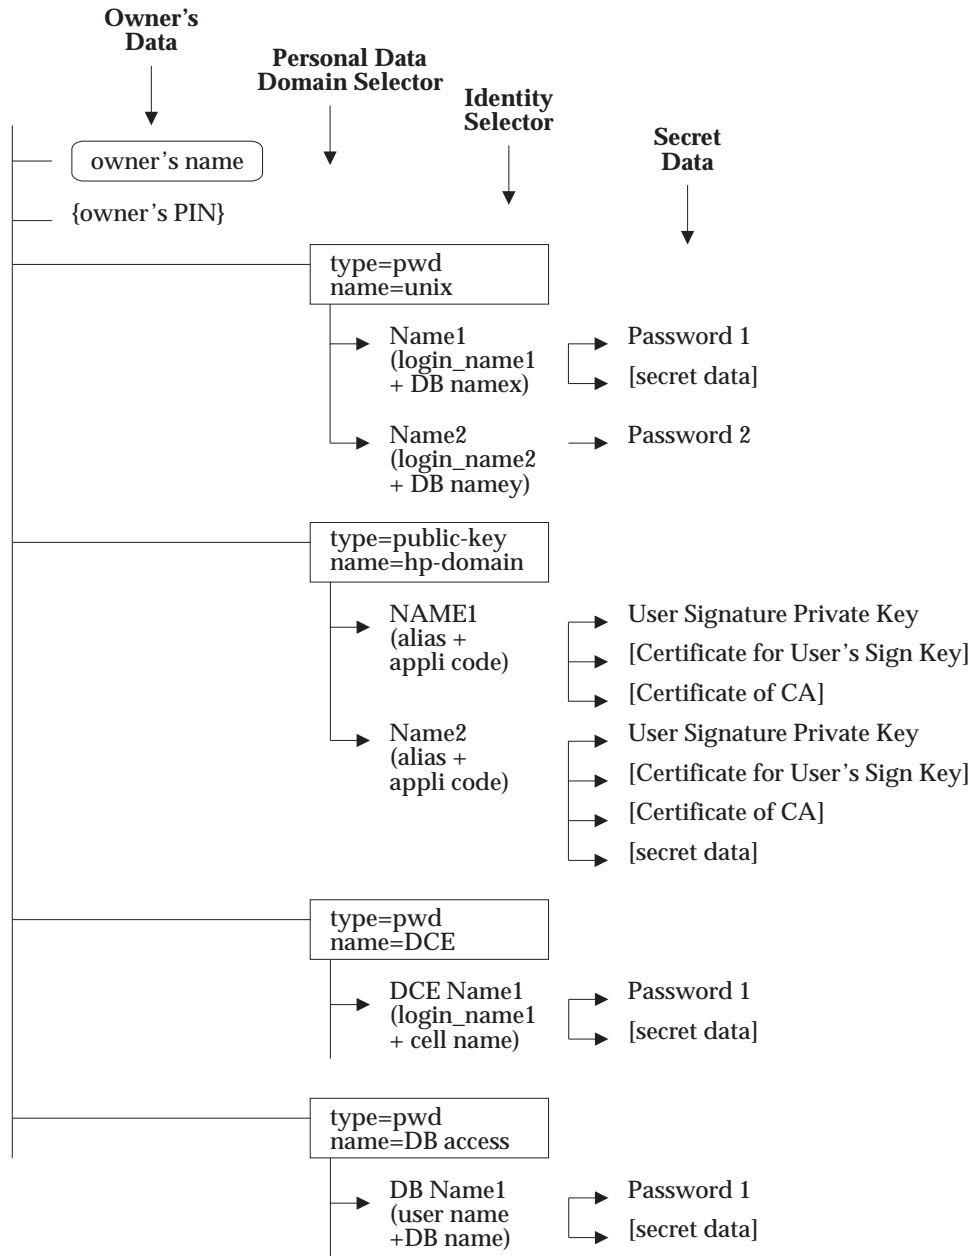 Owner's
Data
Personal Data
Domain Selector
Identity
Selector
Secret
Data
owner's name
{owner's PIN}
type=pwd
name=unix
Name1
(login_name1
+ DB namex)
Password 1
[secret data]
Name2
(login_name2
+ DB namey)
Password 2
type=public-key
name=hp-domain
NAME1
(alias +
appli code)
User Signature Private Key
[Certificate for User's Sign Key]
[Certificate of CA]
Name2
(alias +
appli code)
User Signature Private Key
[Certificate for User's Sign Key]
[Certificate of CA]
[secret data]
type=pwd
name=DCE
DCE Name1
(login_name1
+ cell name)
Password 1
[secret data]
type=pwd
name=DB access
DB Name1
(user name
+DB name)
Password 1
[secret data]